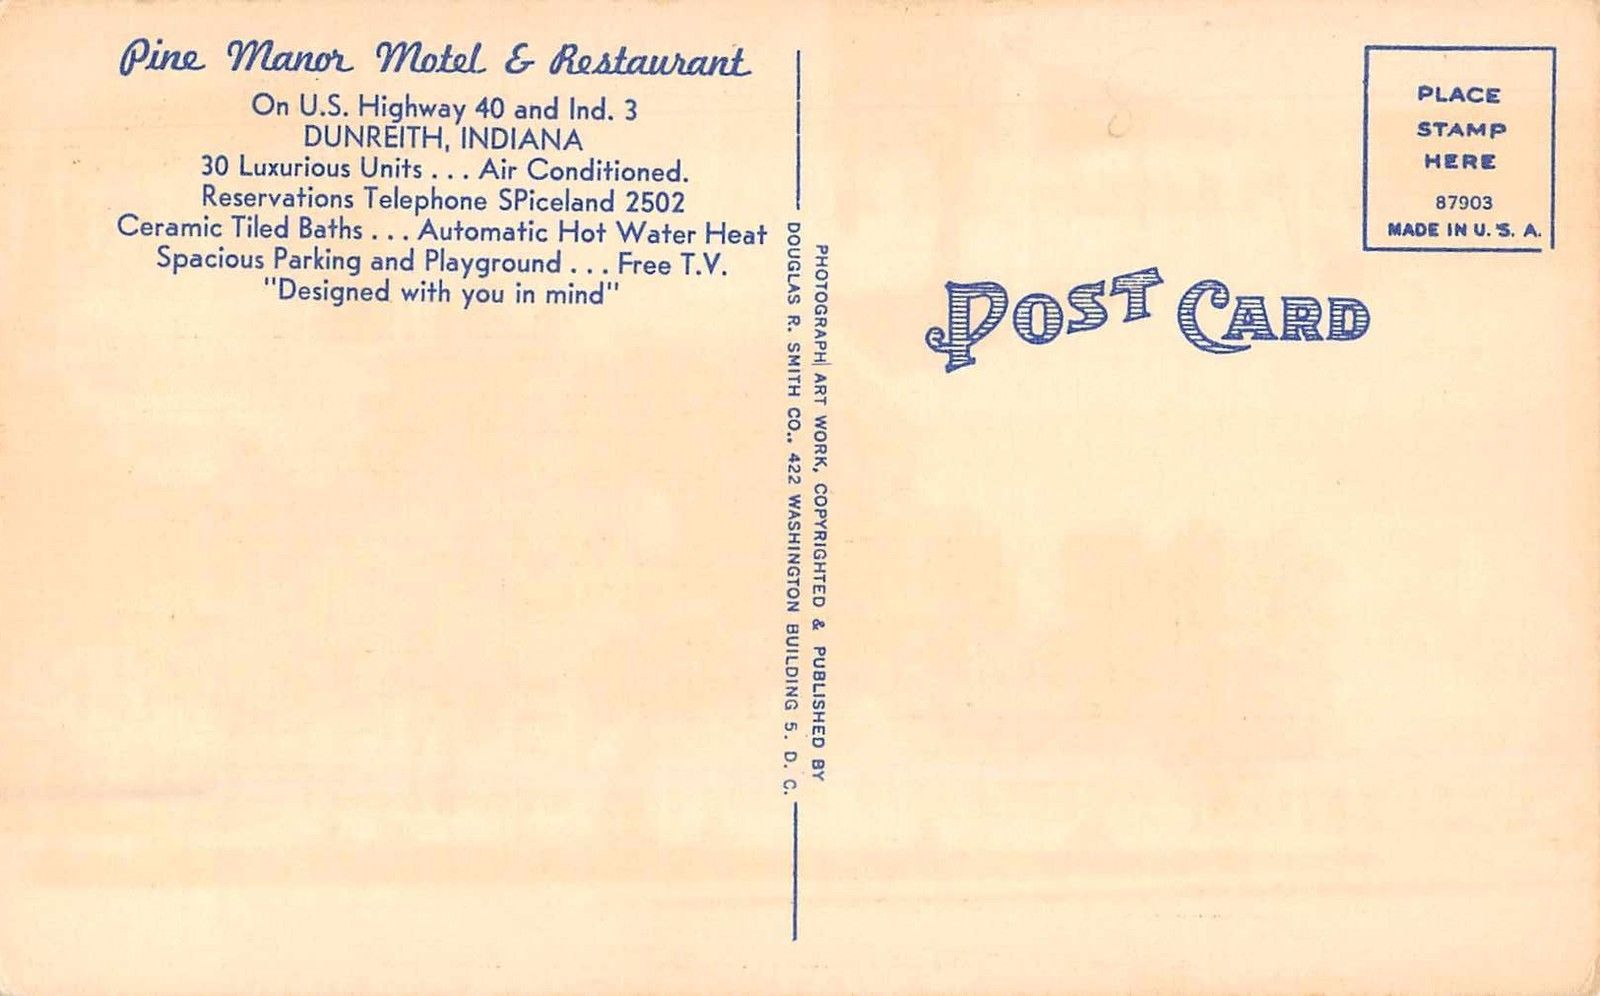 Pine Manor Motel & Restaurant
On U.S. Highway 40 and Ind. 3
DUNREITH, INDIANA
30 Luxurious Units . . . Air Conditioned.
Reservations Telephone SPiceland 2502
Ceramic Tiled Baths . . . Automatic Hot Water Heat
Spacious Parking and Playground . . . Free T.V.
"Designed with you in mind"
PHOTOGRAPH ART WORK, COPYRIGHTED & PUBLISHED BY
DOUGLAS R. SMITH CO., 422 WASHINGTON BUILDING 5. D. C.
PLACE
STAMP
HERE
87903
MADE IN U. S. A.
POST CARD